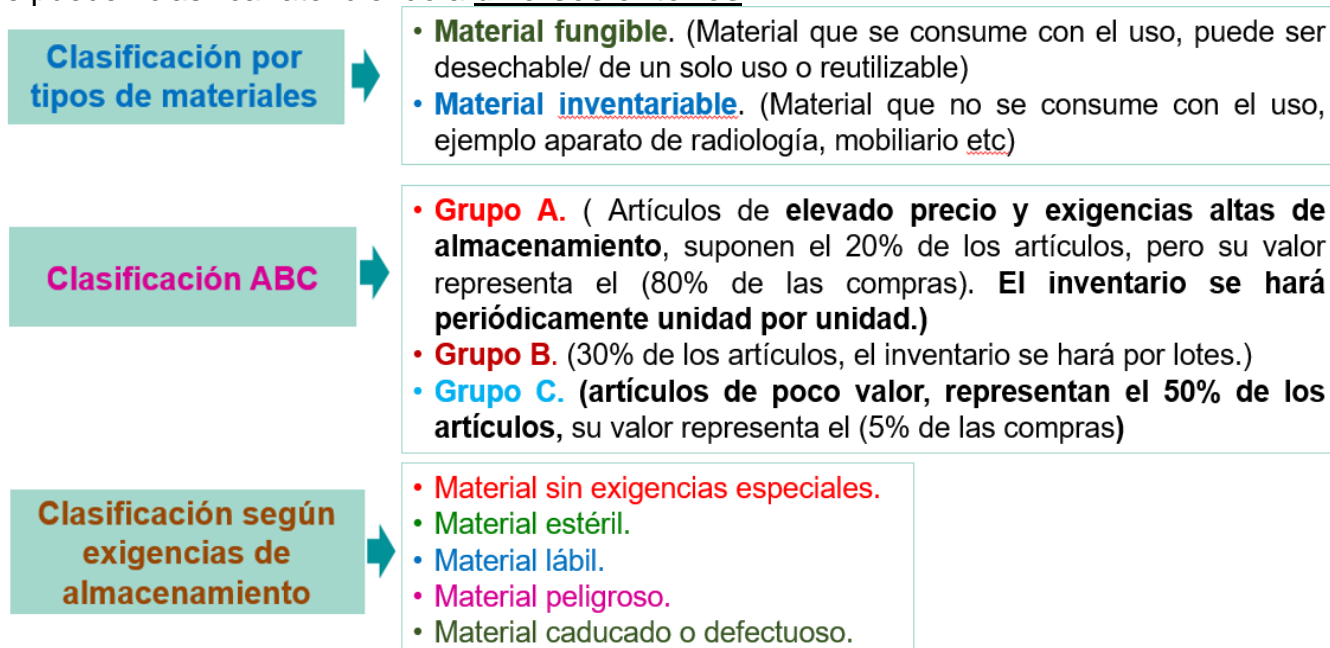 Clasificación por
tipos de materiales
• Material fungible. (Material que se consume con el uso, puede ser
desechable/ de un solo uso o reutilizable)
• Material inventariable. (Material que no se consume con el uso,
ejemplo aparato de radiología, mobiliario etc)
Clasificación ABC
• Grupo A. ( Artículos de elevado precio y exigencias altas de
almacenamiento, suponen el 20% de los artículos, pero su valor
representa el (80% de las compras). El inventario se hará
periódicamente unidad por unidad.)
• Grupo B. (30% de los artículos, el inventario se hará por lotes.)
• Grupo C. (artículos de poco valor, representan el 50% de los
artículos, su valor representa el (5% de las compras)
Clasificación según
exigencias de
almacenamiento
• Material sin exigencias especiales.
• Material estéril.
• Material lábil.
• Material peligroso.
• Material caducado o defectuoso.